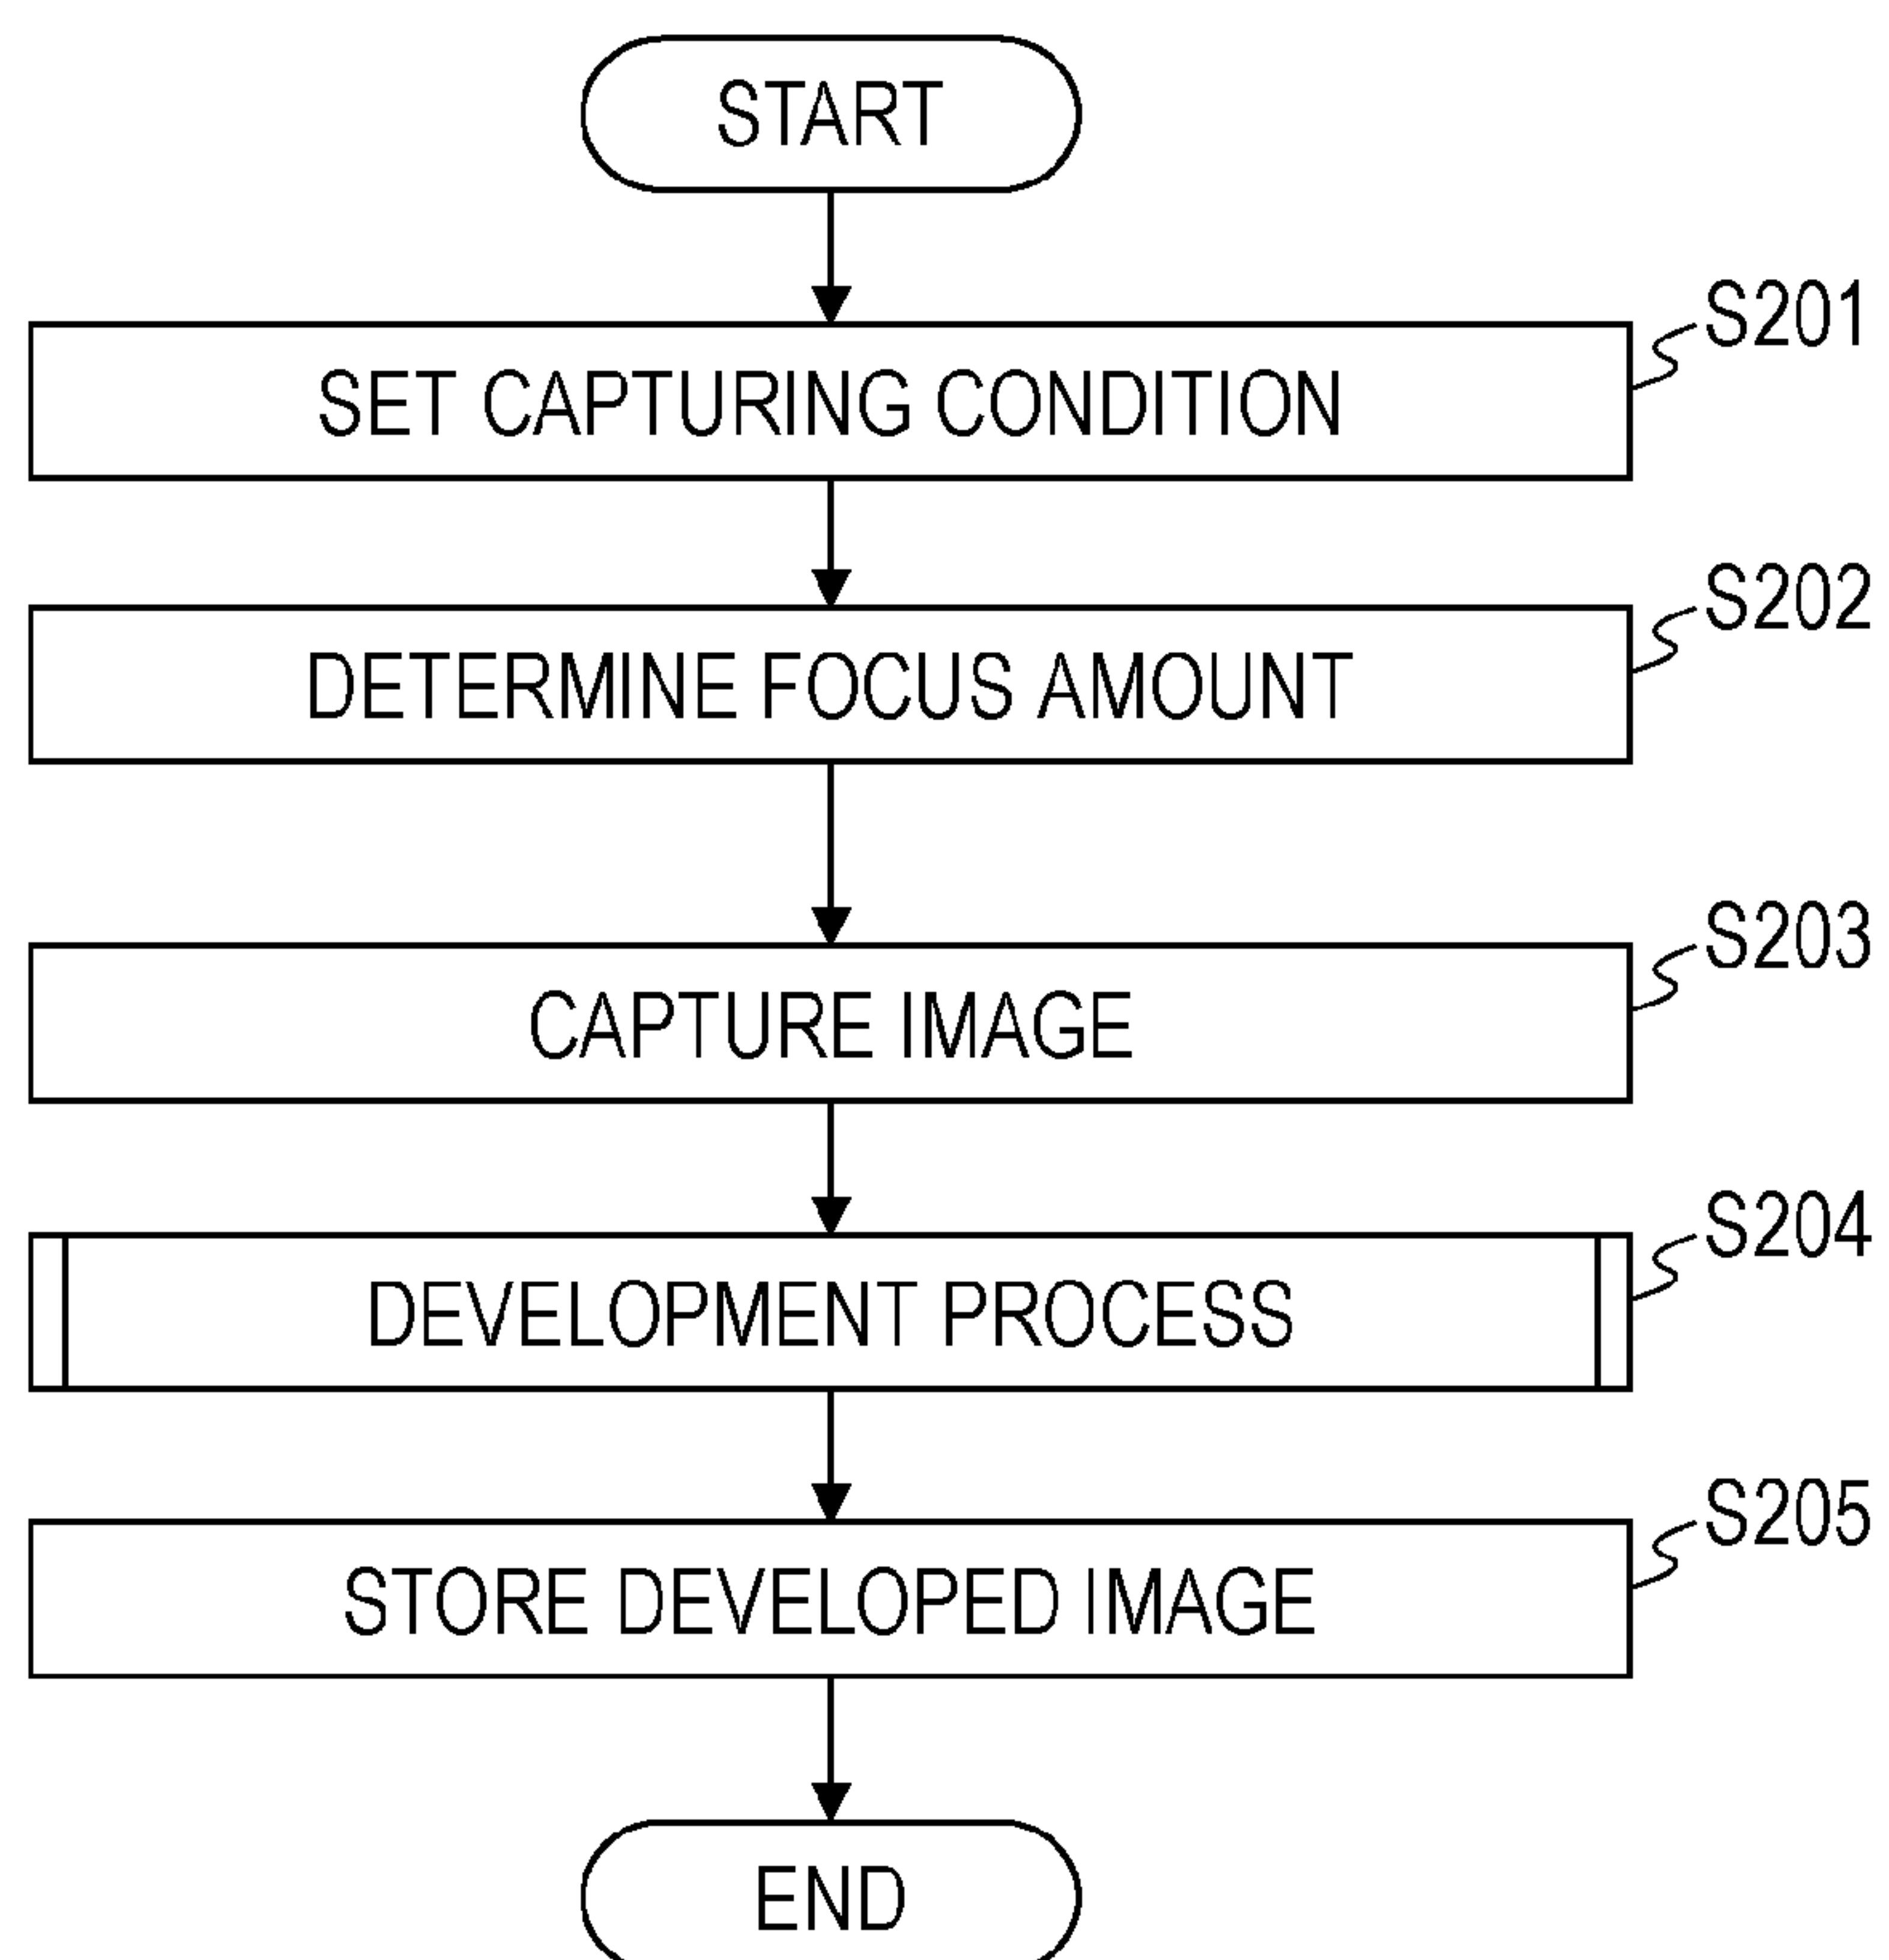 START
S201
SET CAPTURING CONDITION
S202
DETERMINE FOCUS AMOUNT
S203
CAPTURE IMAGE
S204
DEVELOPMENT PROCESS
S205
STORE DEVELOPED IMAGE
END